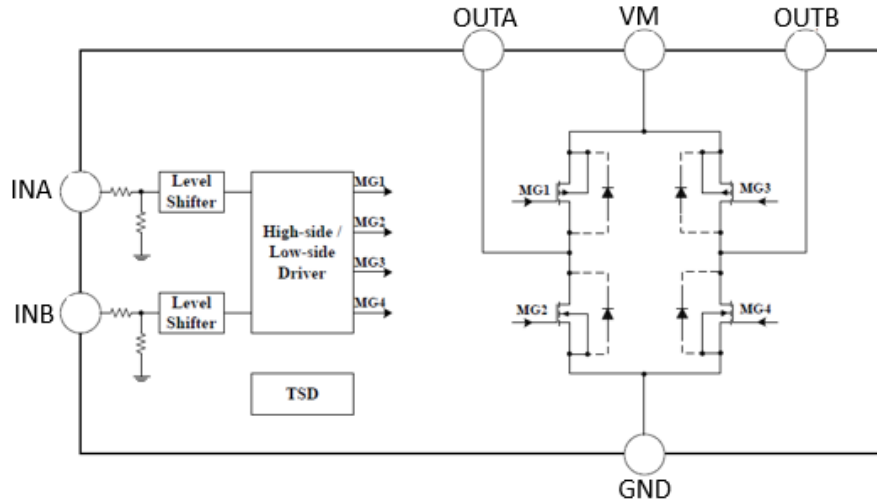 OUTA
VM
OUTB
INA
Level
Shifter
MG1
MG2
MG3
MG4
High-side /
Low-side
Driver
INB
Level
Shifter
TSD
MG1
MG3
MG2
MG4
GND